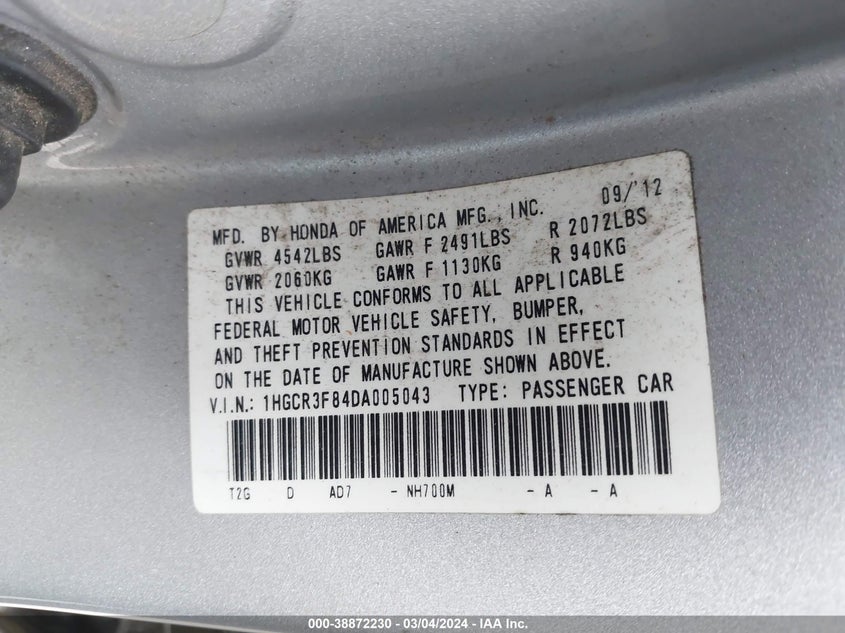 MFD. BY HONDA OF AMERICA MFG., INC. 09/'12
GVWR 4542LBS GAWR F 2491LBS R 2072LBS
GVWR 2060KG GAWR F 1130KG R 940KG
THIS VEHICLE CONFORMS TO ALL APPLICABLE
FEDERAL MOTOR VEHICLE SAFETY, BUMPER,
AND THEFT PREVENTION STANDARDS IN EFFECT
ON THE DATE OF MANUFACTURE SHOWN ABOVE.
V.I.N.: 1HGCR3F84DA005043 TYPE: PASSENGER CAR
T2G D AD7 - NH700M - A - A
000-38872230 - 03/04/2024 - IAA Inc.